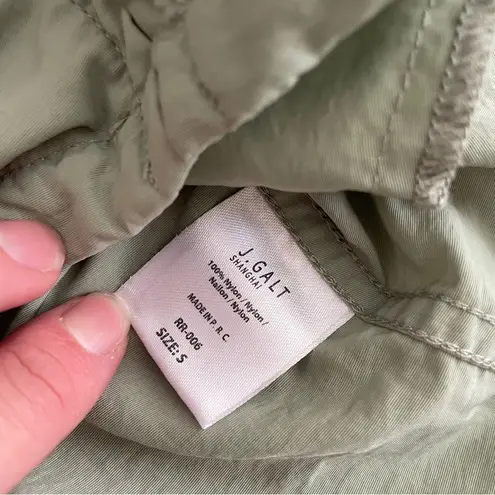 J. GALT
SHANGHAI
100% Nylon / Nylon /
Nailon / Nylon
MADE IN P. R. C.
RR-006
SIZE: S